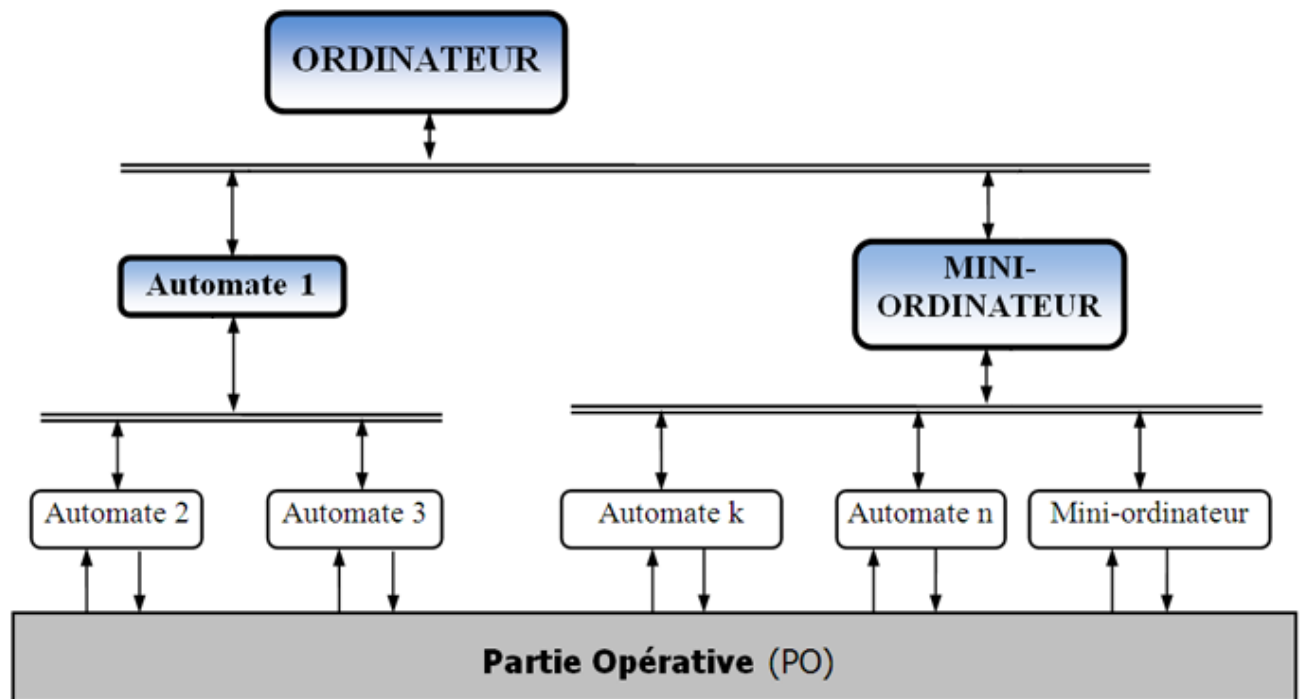 ORDINATEUR
Automate 1
MINI-
ORDINATEUR
Automate 2
Automate 3
Automate k
Automate n
Mini-ordinateur
Partie Opérative (PO)